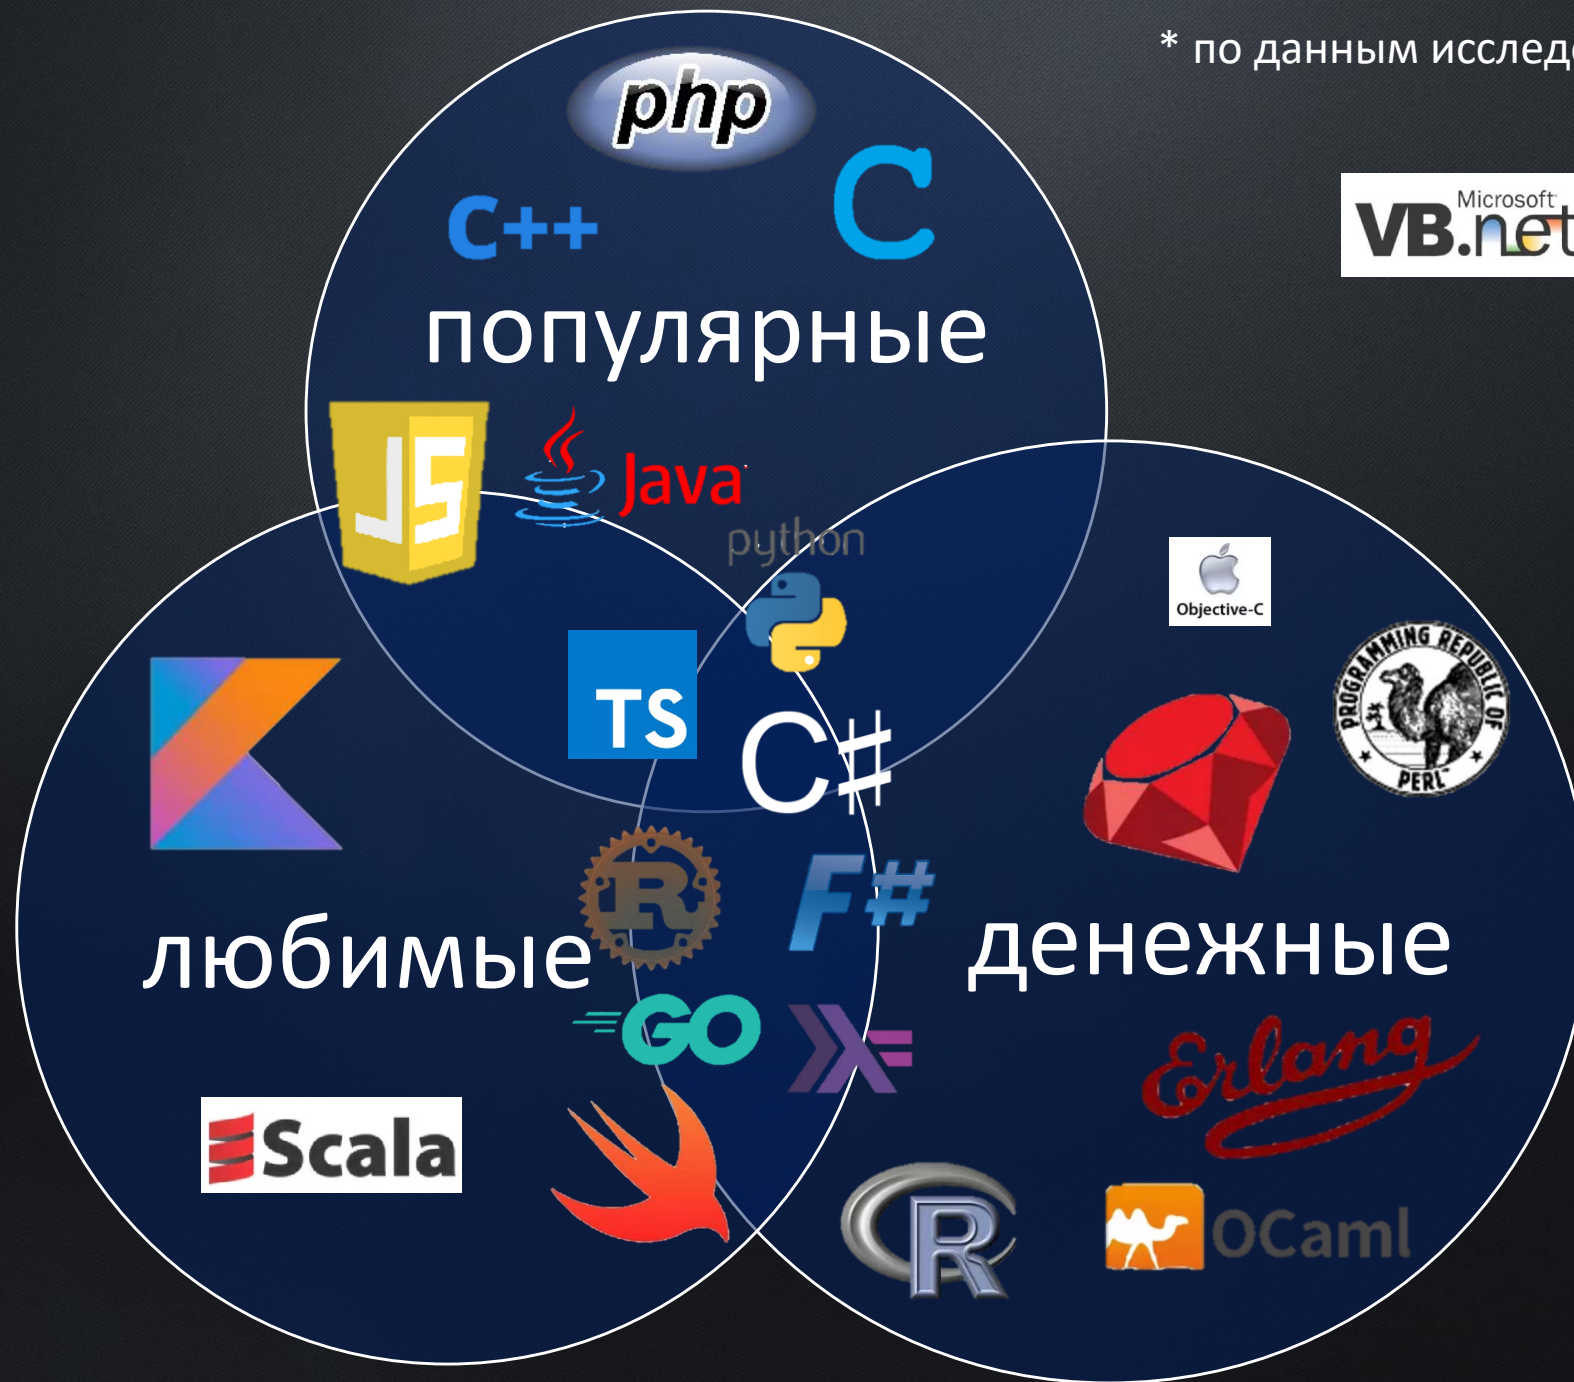 * по данным исследо
php
C++
C
Microsoft
VB.net
популярные
JS
Java
python
Objective-C
PROGRAMMING REPUBLIC OF PERL
TS
C#
R
F#
любимые
денежные
GO
Erlang
Scala
R
OCaml